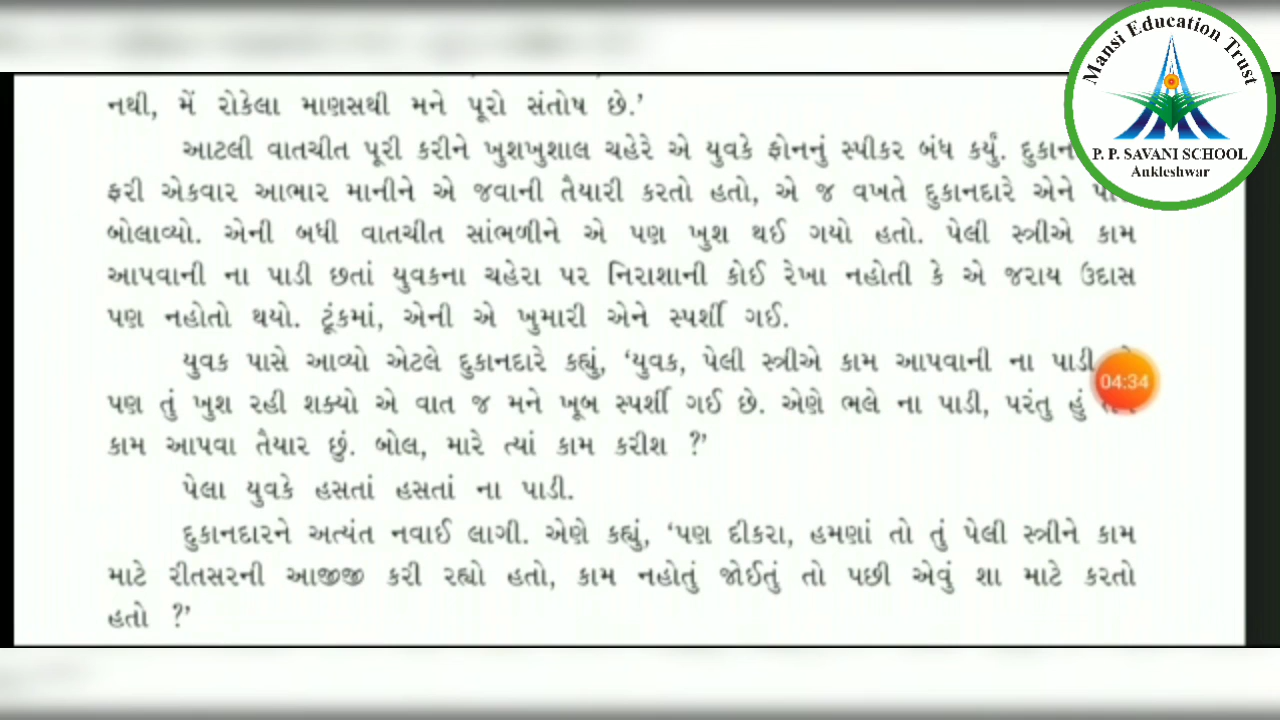 Mansi Education Trust
P. P. SAVANI SCHOOL
Ankleshwar
નથી, મેં રોકેલા માણસથી મને પૂરો સંતોષ છે.'
આટલી વાતચીત પૂરી કરીને ખુશખુશાલ ચહેરે એ યુવકે ફોનનું સ્પીકર બંધ કર્યું.
ફરી એકવાર આભાર માનીને એ જવાની તૈયારી કરતો હતો, એ જ વખતે દુકાનદારે એને
બોલાવ્યો. એની બધી વાતચીત સાંભળીને એ પણ ખુશ થઈ ગયો હતો. પેલી સ્ત્રીએ કામ
આપવાની ના પાડી છતાં યુવકના ચહેરા પર નિરાશાની કોઈ રેખા નહોતી કે એ જરાય ઉદાસ
પણ નહોતો થયો. ટૂંકમાં, એની એ ખુમારી એને સ્પર્શી ગઈ.
યુવક પાસે આવ્યો એટલે દુકાનદારે કહ્યું, ‘યુવક, પેલી સ્ત્રીએ કામ આપવાની ના પાડી
04:34
પણ તું ખુશ રહી શક્યો એ વાત જ મને ખૂબ સ્પર્શી ગઈ છે. એણે ભલે ના પાડી, પરંતુ હું
કામ આપવા તૈયાર છું. બોલ, મારે ત્યાં કામ કરીશ ?’
પેલા યુવકે હસતાં હસતાં ના પાડી.
દુકાનદારને અત્યંત નવાઈ લાગી. એણે કહ્યું, ‘પણ દીકરા, હમણાં તો તું પેલી સ્ત્રીને કામ
માટે રીતસરની આજીજી કરી રહ્યો હતો, કામ નહોતું જોઈતું તો પછી એવું શા માટે કરતો
હતો ?’